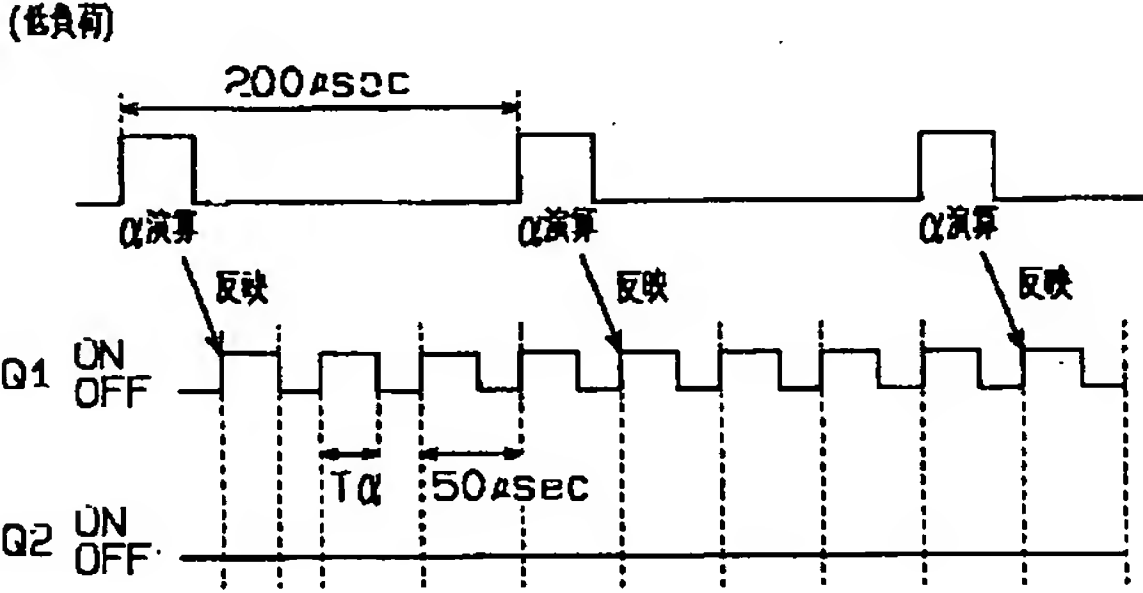 (低負荷)
200μsec
α演算
α演算
α演算
反映
反映
反映
Q1 ON
OFF
Tα
50μsec
Q2 ON
OFF